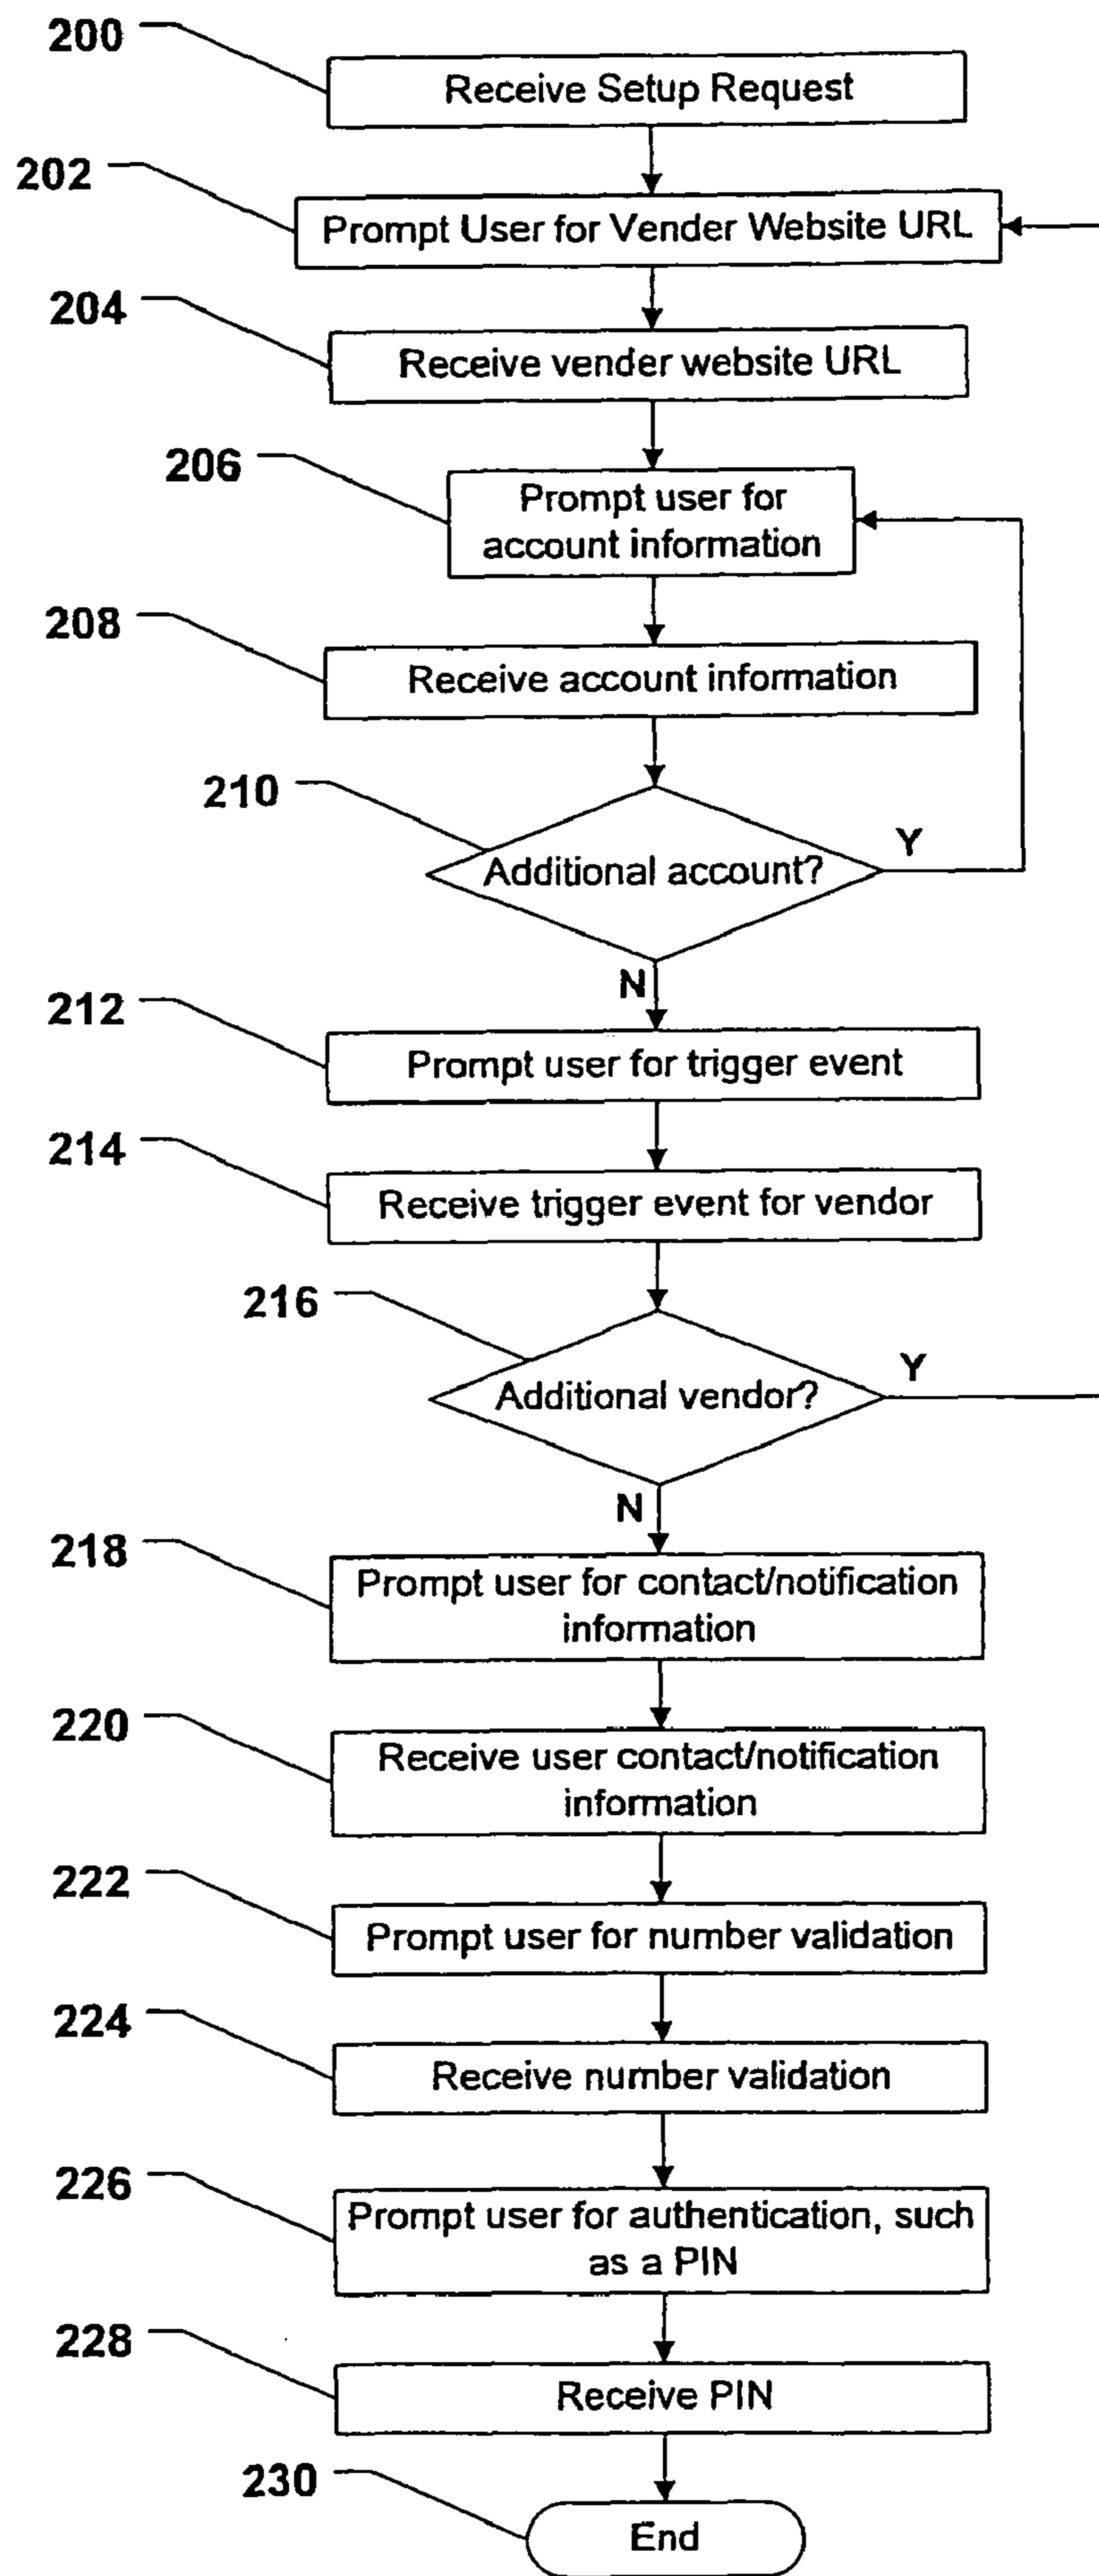 200
Receive Setup Request
202
Prompt User for Vender Website URL
204
Receive vender website URL
206
Prompt user for
account information
208
Receive account information
210
Additional account?
Y
N
212
Prompt user for trigger event
214
Receive trigger event for vendor
216
Additional vendor?
Y
N
218
Prompt user for contact/notification
information
220
Receive user contact/notification
information
222
Prompt user for number validation
224
Receive number validation
226
Prompt user for authentication, such
as a PIN
228
Receive PIN
230
End